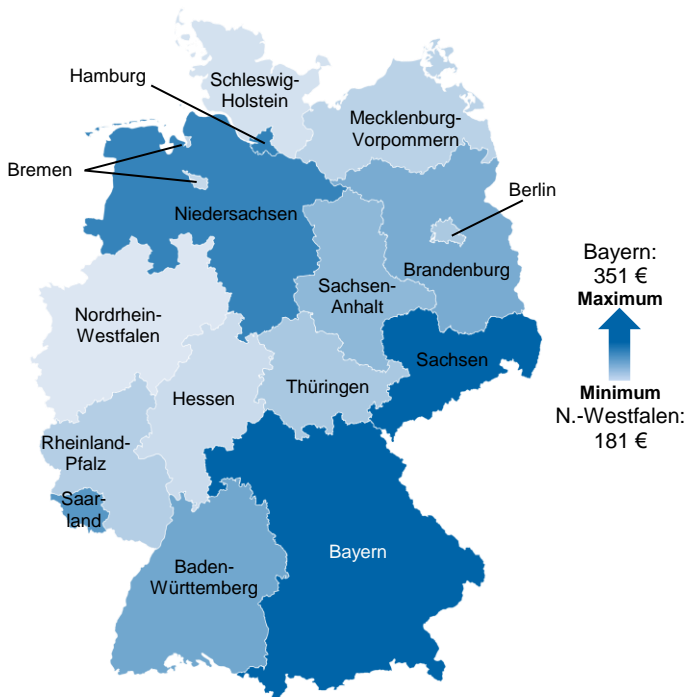 Hamburg
Schleswig-
Holstein
Mecklenburg-
Vorpommern
Bremen
Niedersachsen
Berlin
Brandenburg
Sachsen-
Anhalt
Nordrhein-
Westfalen
Sachsen
Thüringen
Hessen
Rheinland-
Pfalz
Saar-
land
Baden-
Württemberg
Bayern
Bayern:
351 €
Maximum
Minimum
N.-Westfalen:
181 €